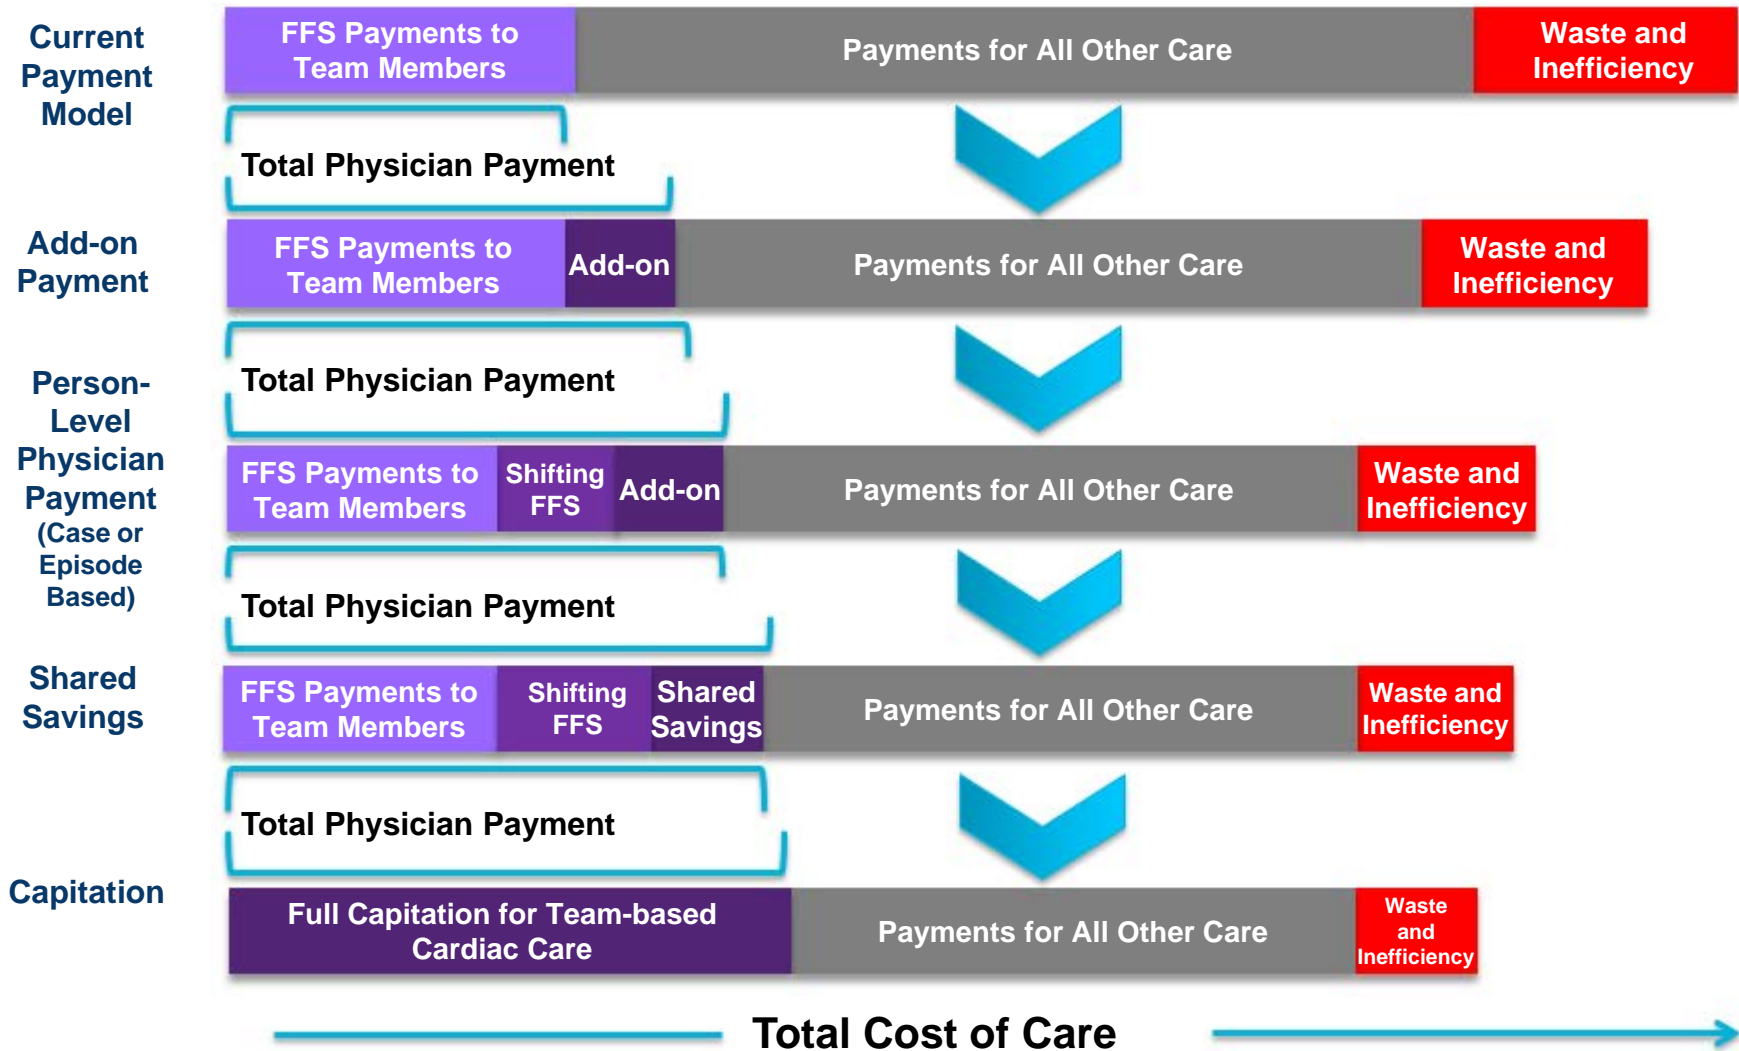 Current
Payment
Model
FFS Payments to
Team Members
Payments for All Other Care
Waste and
Inefficiency
Total Physician Payment
Add-on
Payment
FFS Payments to
Team Members
Add-on
Payments for All Other Care
Waste and
Inefficiency
Total Physician Payment
Person-
Level
Physician
Payment
(Case or
Episode
Based)
FFS Payments to
Team Members
Shifting
FFS
Add-on
Payments for All Other Care
Waste and
Inefficiency
Total Physician Payment
Shared
Savings
FFS Payments to
Team Members
Shifting
FFS
Shared
Savings
Payments for All Other Care
Waste and
Inefficiency
Total Physician Payment
Capitation
Full Capitation for Team-based
Cardiac Care
Payments for All Other Care
Waste
and
Inefficiency
Total Cost of Care